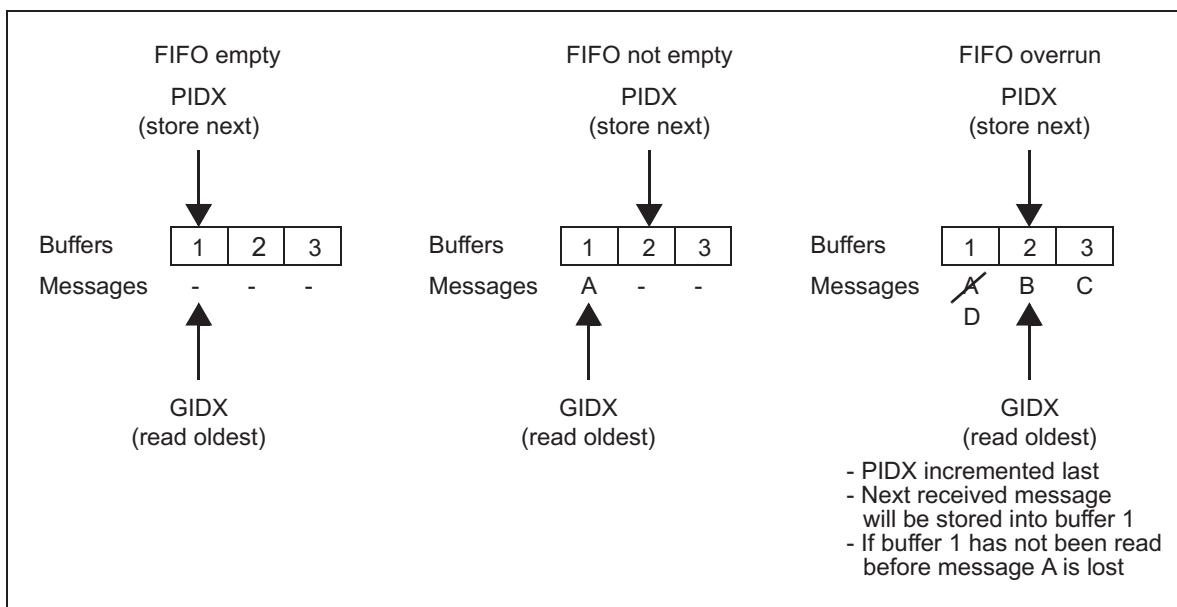 FIFO empty
PIDX
(store next)
Buffers 1 2 3
Messages - - -
GIDX
(read oldest)
FIFO not empty
PIDX
(store next)
Buffers 1 2 3
Messages A - -
GIDX
(read oldest)
FIFO overrun
PIDX
(store next)
Buffers 1 2 3
Messages A B C
D
GIDX
(read oldest)
- PIDX incremented last
- Next received message
will be stored into buffer 1
- If buffer 1 has not been read
before message A is lost